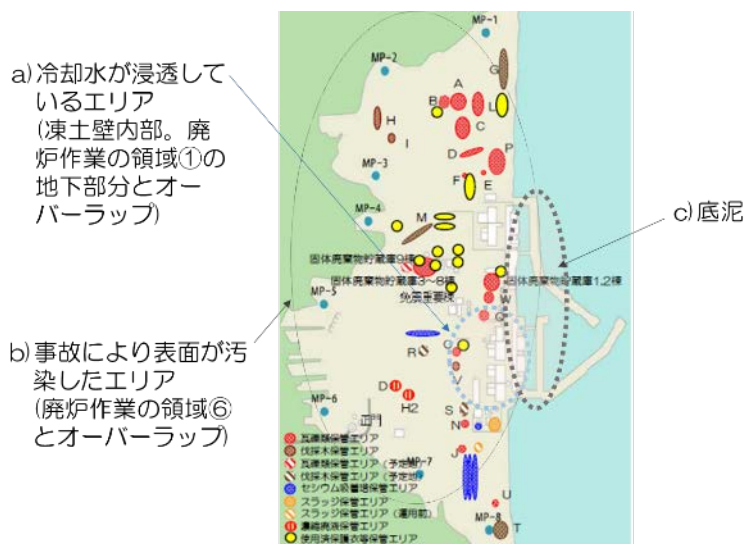 a)冷却水が浸透して
いるエリア
(凍土壁内部。廃
炉作業の領域①の
地下部分とオー
バーラップ)
b)事故により表面が汚
染したエリア
(廃炉作業の領域⑥
とオーバーラップ)
c)底泥
MP-1
MP-2
G
A
B
L
C
H
I
D
P
MP-3
F
E
MP-4
M
固体廃棄物貯蔵庫9棟
固体廃棄物貯蔵庫3~8棟
固体廃棄物貯蔵庫1,2棟
免震重要棟
MP-5
W
Q
R
V
D
H2
MP-6
正門
S
N
J
MP-7
U
MP-8
T
瓦礫類保管エリア
伐採木保管エリア
瓦礫類保管エリア(予定地)
伐採木保管エリア(予定地)
セシウム吸着塔保管エリア
スラッジ保管エリア
スラッジ保管エリア(運用前)
濃縮廃液保管エリア
使用済保護衣等保管エリア